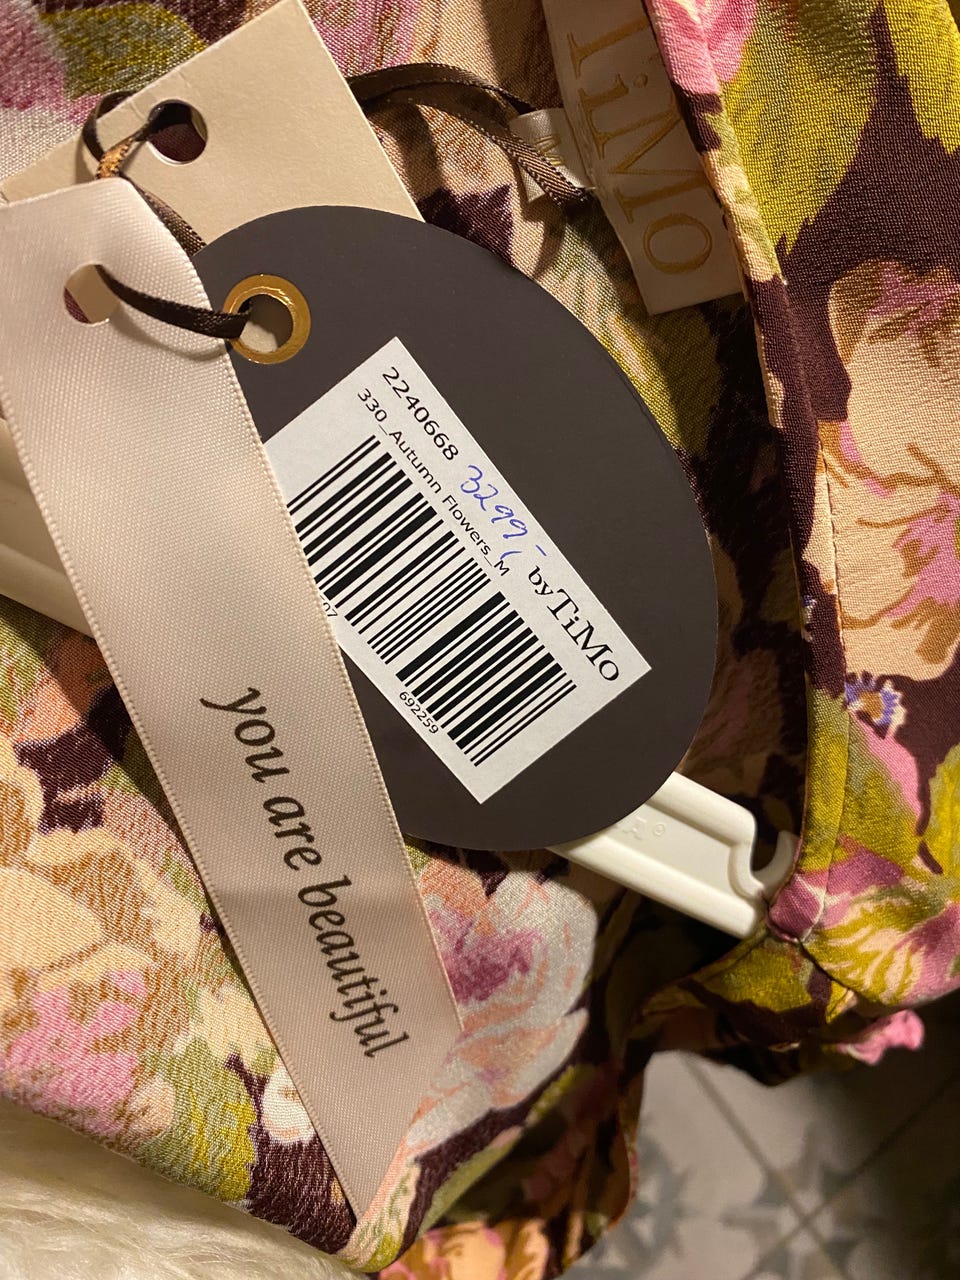 TiMO
2240668
3299,-
330_Autumn Flowers_M
byTiMo
692259
you are beautiful